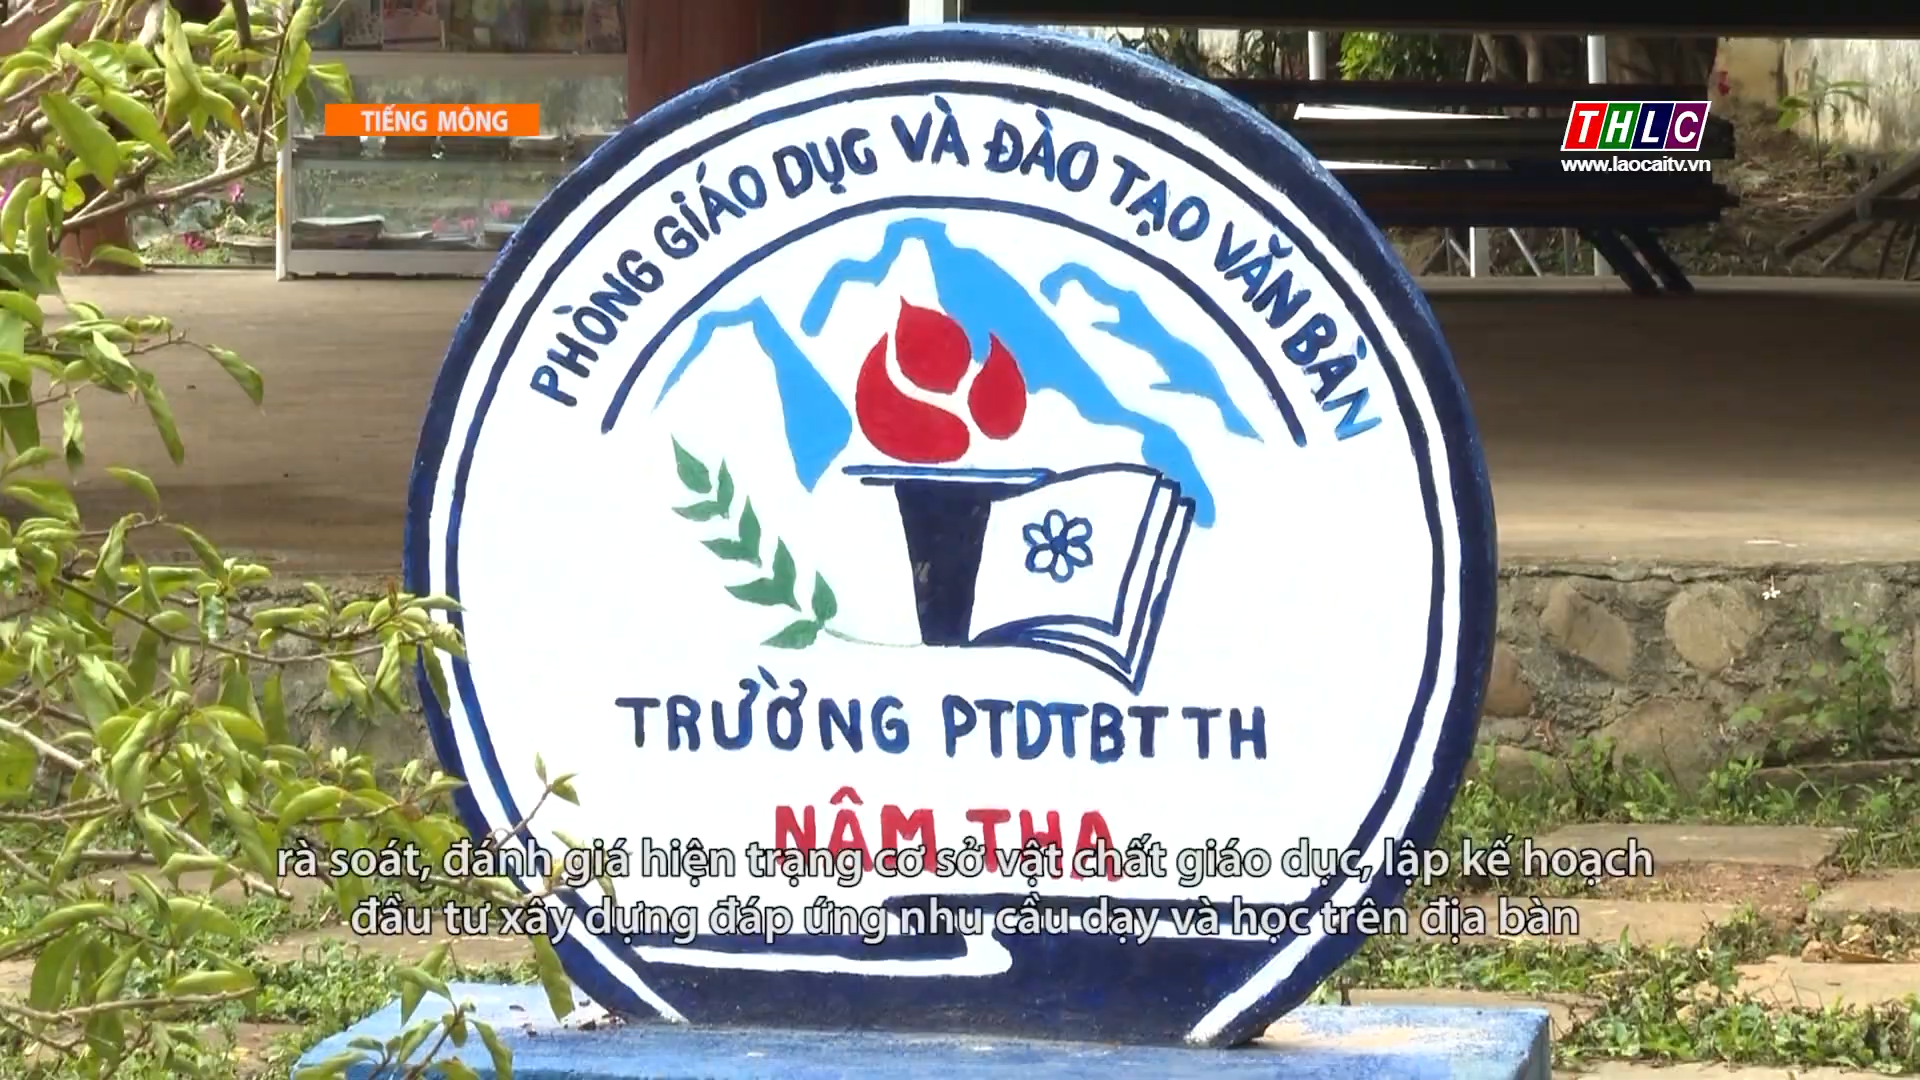 TIẾNG MÔNG
THLC
www.laocaitv.vn
PHÒNG GIÁO DỤC VÀ ĐÀO TẠO VĂN BÀN
TRƯỜNG PTDTBT TH
NẬM THA
rà soát, đánh giá hiện trạng cơ sở vật chất giáo dục, lập kế hoạch
đầu tư xây dựng đáp ứng nhu cầu dạy và học trên địa bàn